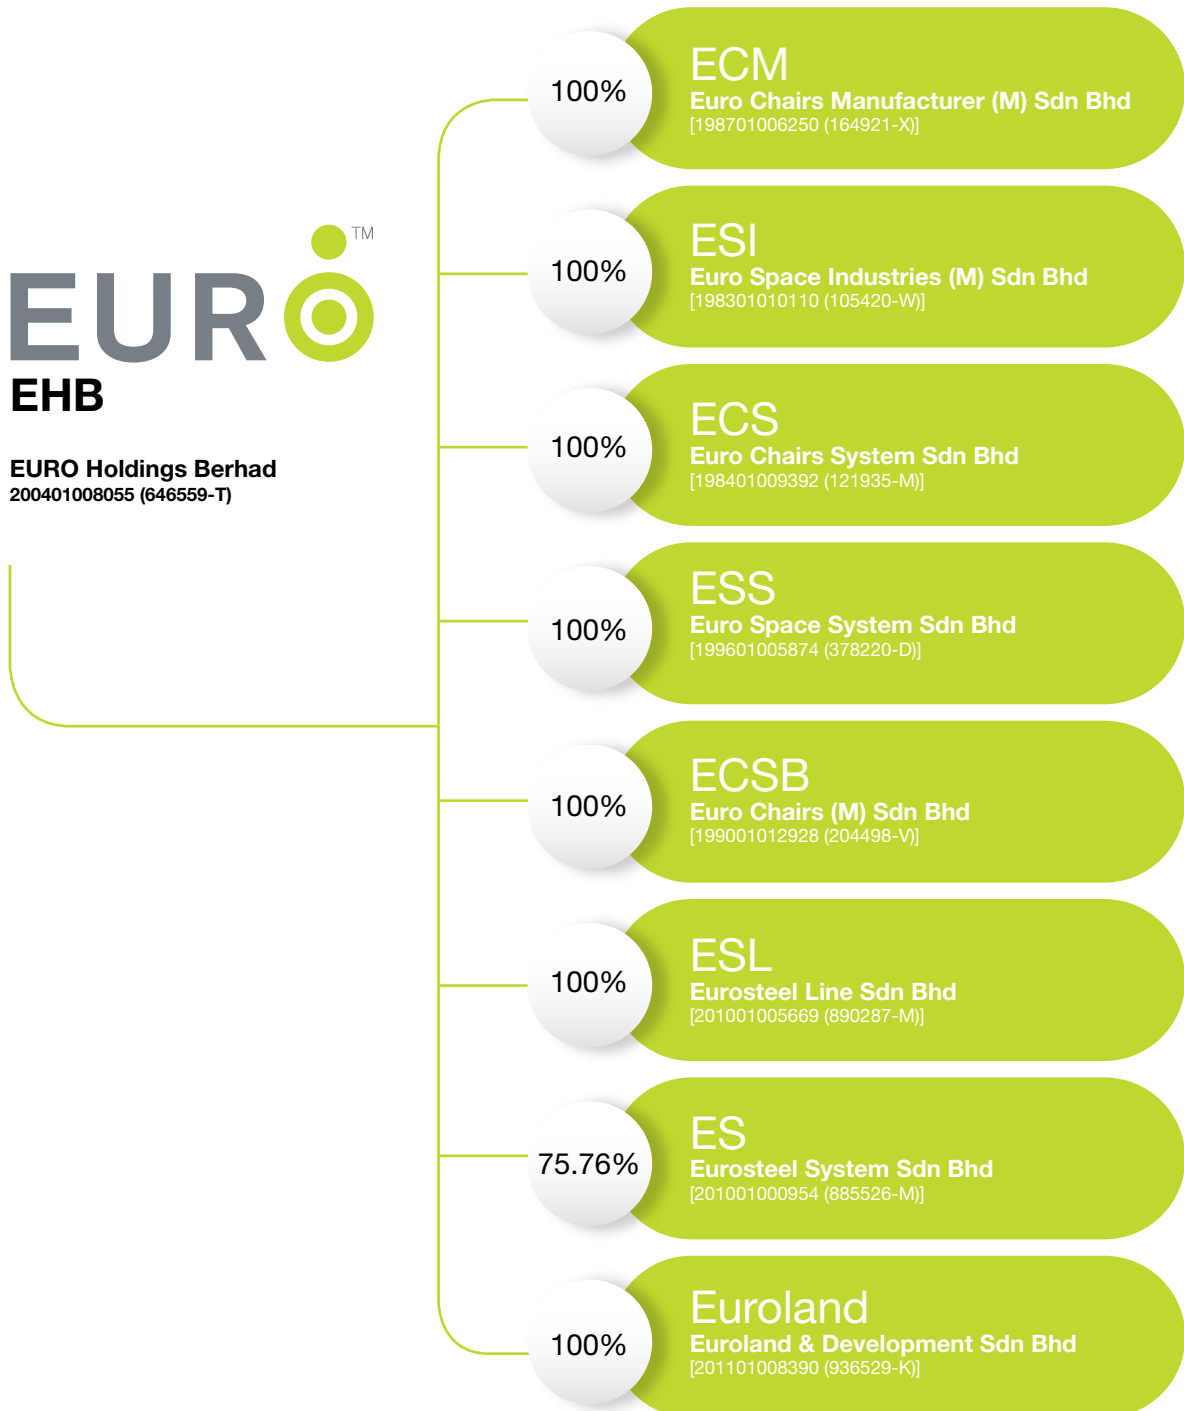 EURO TM
EHB
EURO Holdings Berhad
200401008055 (646559-T)
100%
ECM
Euro Chairs Manufacturer (M) Sdn Bhd
[198701006250 (164921-X)]
100%
ESI
Euro Space Industries (M) Sdn Bhd
[198301010110 (105420-W)]
100%
ECS
Euro Chairs System Sdn Bhd
[198401009392 (121935-M)]
100%
ESS
Euro Space System Sdn Bhd
[199601005874 (378220-D)]
100%
ECSB
Euro Chairs (M) Sdn Bhd
[199001012928 (204498-V)]
100%
ESL
Eurosteel Line Sdn Bhd
[201001005669 (890287-M)]
75.76%
ES
Eurosteel System Sdn Bhd
[201001000954 (885526-M)]
100%
Euroland
Euroland & Development Sdn Bhd
[201101008390 (936529-K)]